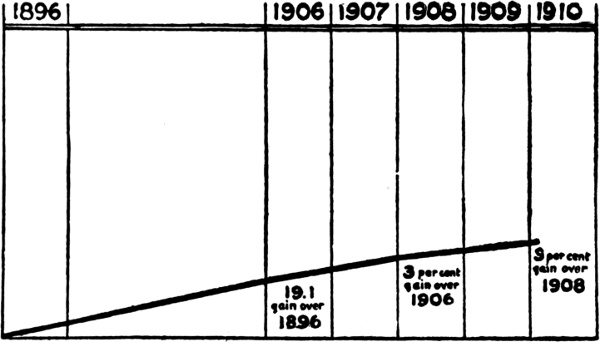 1896 1906 1907 1908 1909 1910
19.1
gain over
1896
3 per cent
gain over
1906
9 per cent
gain over
1908